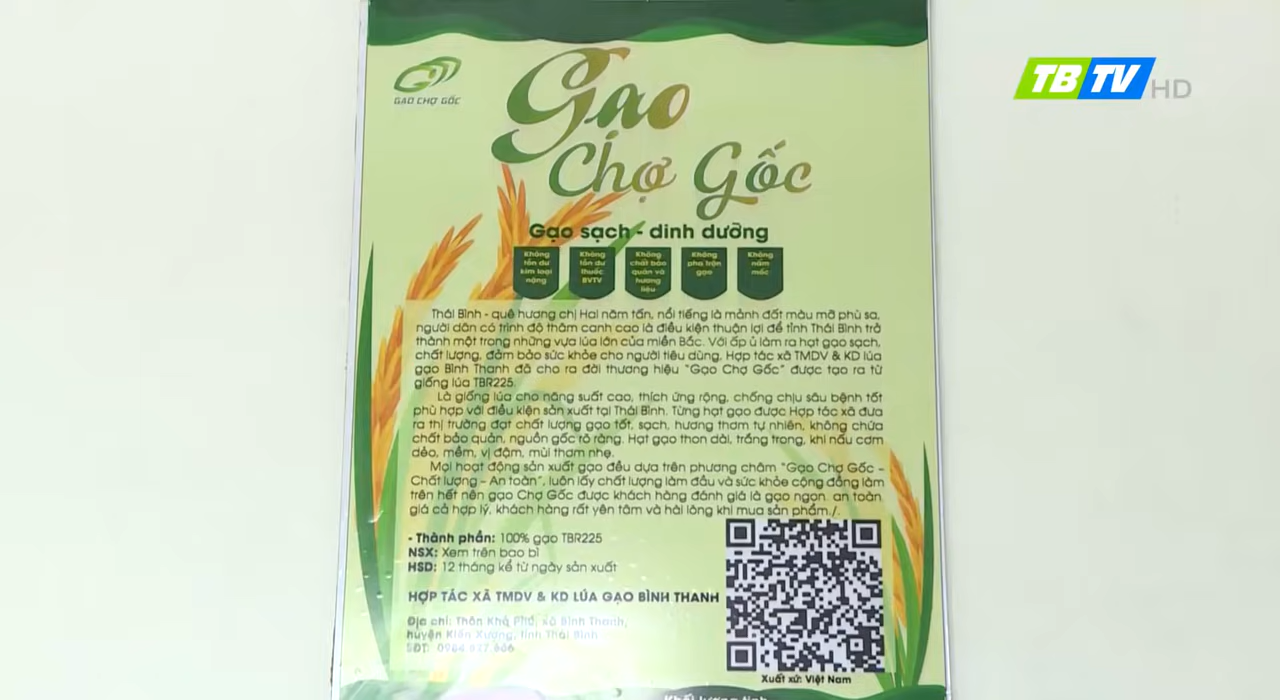 TBTV HD
GẠO CHỢ GỐC
Gạo
Chợ Gốc
Gạo sạch - dinh dưỡng
Không tồn dư kim loại nặng
Không tồn dư thuốc BVTV
Không chất bảo quản và hương liệu
Không pha trộn gạo
Không nấm mốc
Thái Bình - quê hương chị Hai năm tấn, nổi tiếng là mảnh đất màu mỡ phù sa,
người dân có trình độ thâm canh cao là điều kiện thuận lợi để tỉnh Thái Bình trở
thành một trong những vựa lúa lớn của miền Bắc. Với ấp ủ làm ra hạt gạo sạch,
chất lượng, đảm bảo sức khỏe cho người tiêu dùng, Hợp tác xã TMDV & KD lúa
gạo Bình Thanh đã cho ra đời thương hiệu "Gạo Chợ Gốc" được tạo ra từ
giống lúa TBR225.
Là giống lúa cho năng suất cao, thích ứng rộng, chống chịu sâu bệnh tốt
phù hợp với điều kiện sản xuất tại Thái Bình. Từng hạt gạo được Hợp tác xã đưa
ra thị trường đạt chất lượng gạo tốt, sạch, hương thơm tự nhiên, không chứa
chất bảo quản, nguồn gốc rõ ràng. Hạt gạo thon dài, trắng trong, khi nấu cơm
dẻo, mềm, vị đậm, mùi thơm nhẹ.
Mọi hoạt động sản xuất gạo đều dựa trên phương châm "Gạo Chợ Gốc –
Chất lượng – An toàn", luôn lấy chất lượng làm đầu và sức khỏe cộng đồng làm
trên hết nên gạo Chợ Gốc được khách hàng đánh giá là gạo ngon, an toàn
giá cả hợp lý, khách hàng rất yên tâm và hài lòng khi mua sản phẩm./.
- Thành phần: 100% gạo TBR225
NSX: Xem trên bao bì
HSD: 12 tháng kể từ ngày sản xuất
HỢP TÁC XÃ TMDV & KD LÚA GẠO BÌNH THANH
Địa chỉ: Thôn Khả Phú, xã Bình Thanh,
huyện Kiến Xương, tỉnh Thái Bình
SĐT:
Xuất xứ: Việt Nam
Khối lượng tịnh